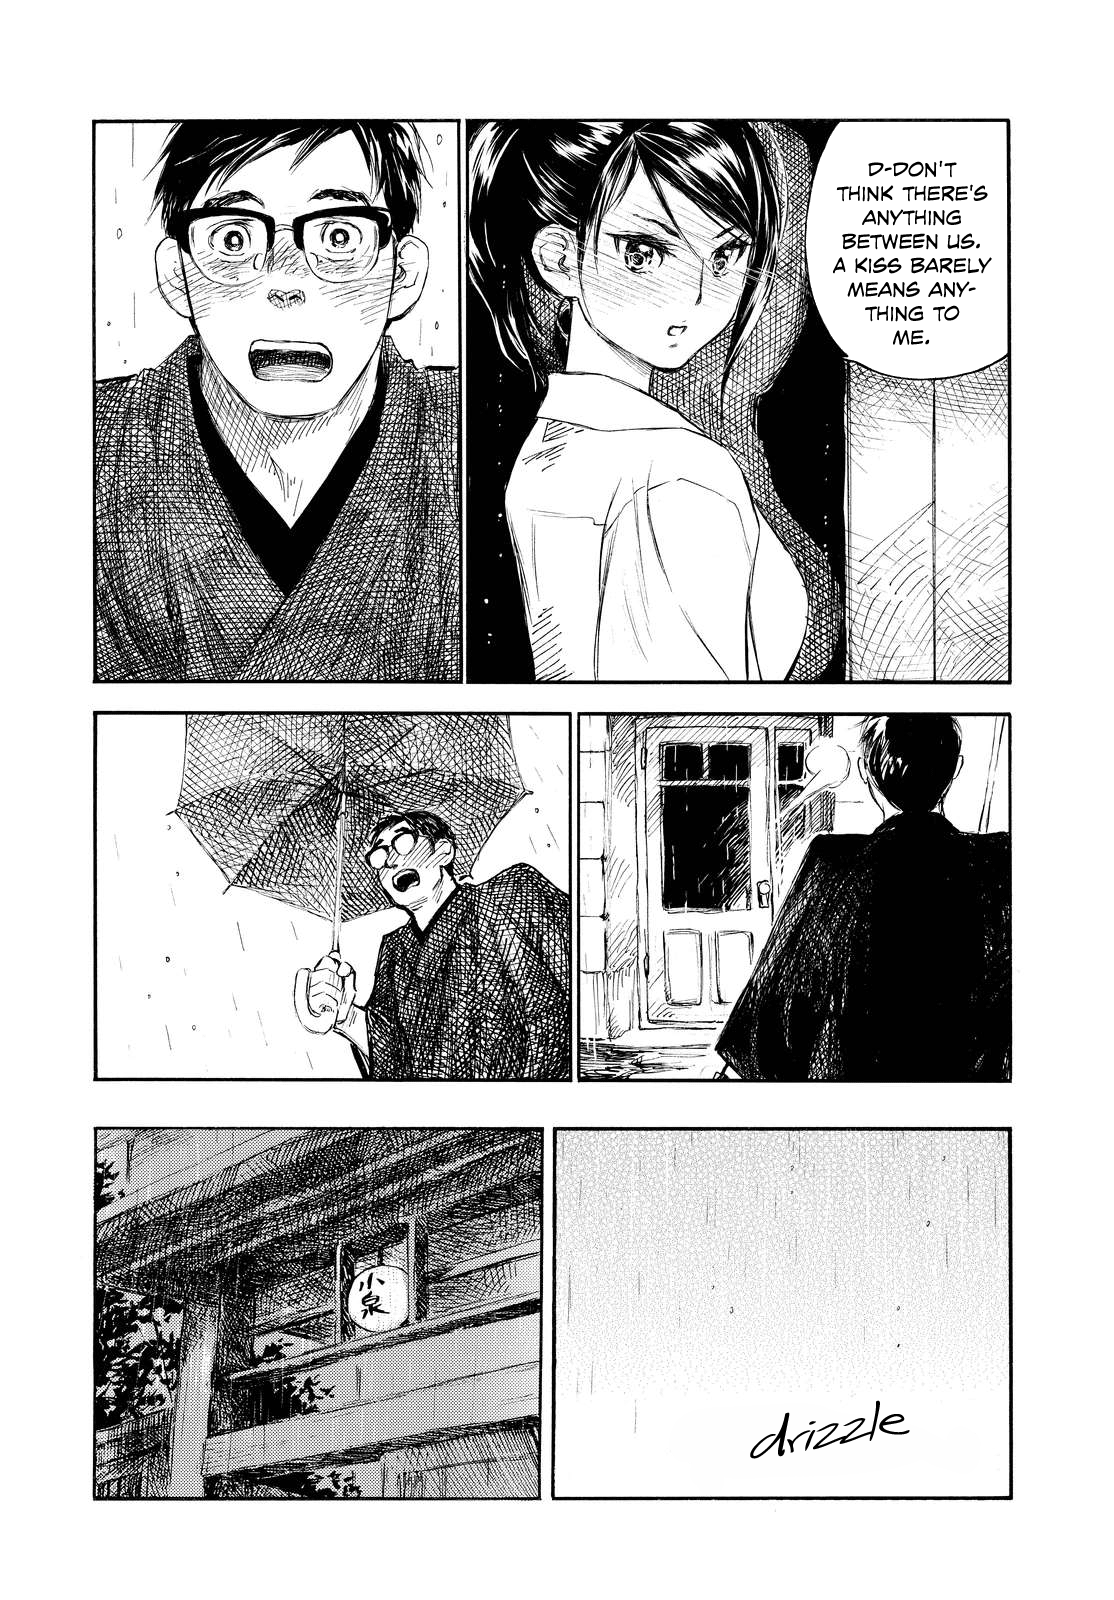 D-DON'T
THINK THERE'S
ANYTHING
BETWEEN US.
A KISS BARELY
MEANS ANY-
THING TO
ME.
小
泉
drizzle